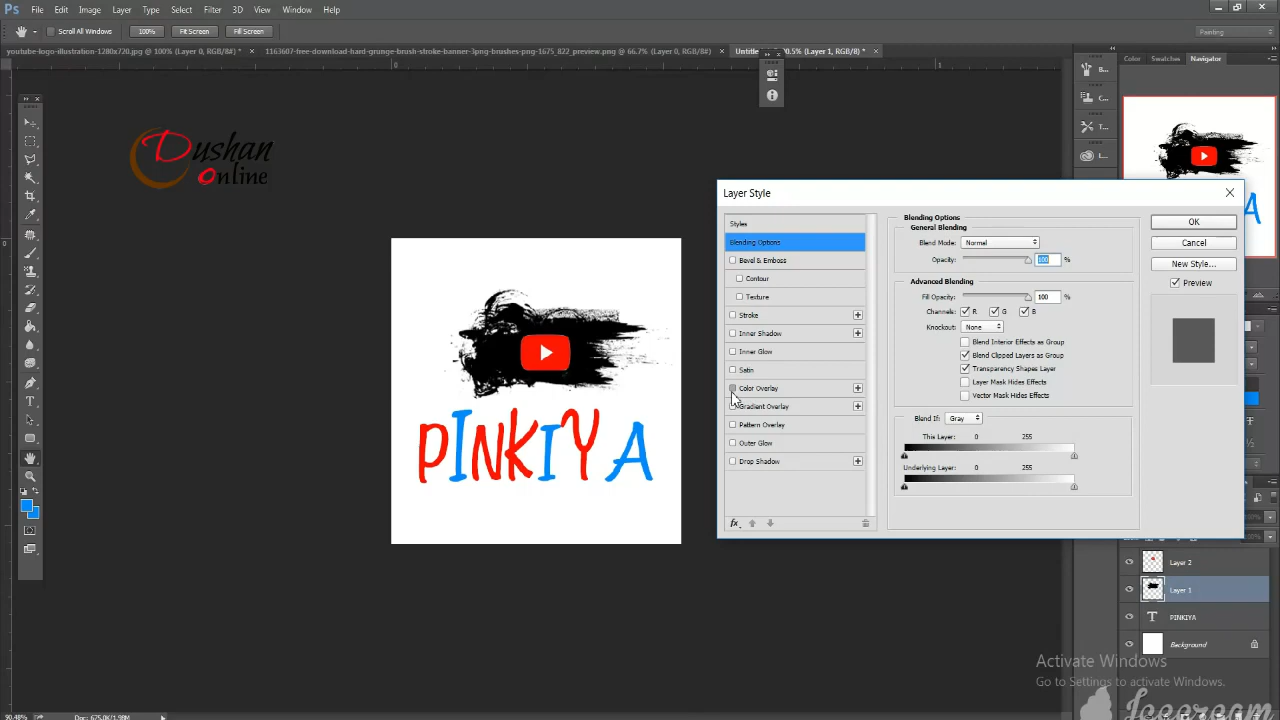 Ps File Edit Image Layer Type Select Filter 3D View Window Help
Scroll All Windows 100% Fit Screen Fill Screen Painting
youtube-logo-illustration-1280x720.jpg @ 100% (Layer 0, RGB/8#) * × 1163607-free-download-hard-grunge-brush-stroke-banner-3png-brushes-png-1675_822_preview.png @ 66.7% (Layer 0, RGB/8#) × 0.5% (Layer 1, RGB/8) * ×
Color Swatches Navigator
0 1
B...
C...
T...
L...
Dushan
Online
PINKIYA
Layer Style
Styles
Blending Options
Bevel & Emboss
Contour
Texture
Stroke
Inner Shadow
Inner Glow
Satin
Color Overlay
Gradient Overlay
Pattern Overlay
Outer Glow
Drop Shadow
fx
Blending Options
General Blending
Blend Mode: Normal
Opacity: 100 %
Advanced Blending
Fill Opacity: 100 %
Channels: R G B
Knockout: None
Blend Interior Effects as Group
Blend Clipped Layers as Group
Transparency Shapes Layer
Layer Mask Hides Effects
Vector Mask Hides Effects
Blend If: Gray
This Layer: 0 255
Underlying Layer: 0 255
OK
Cancel
New Style...
Preview
A
Layer 2
Layer 1
T PINKIYA
Background
Activate Windows
Go to Settings to activate Windows.
Icecream
90.48% Doc: 675.0K/1.98M